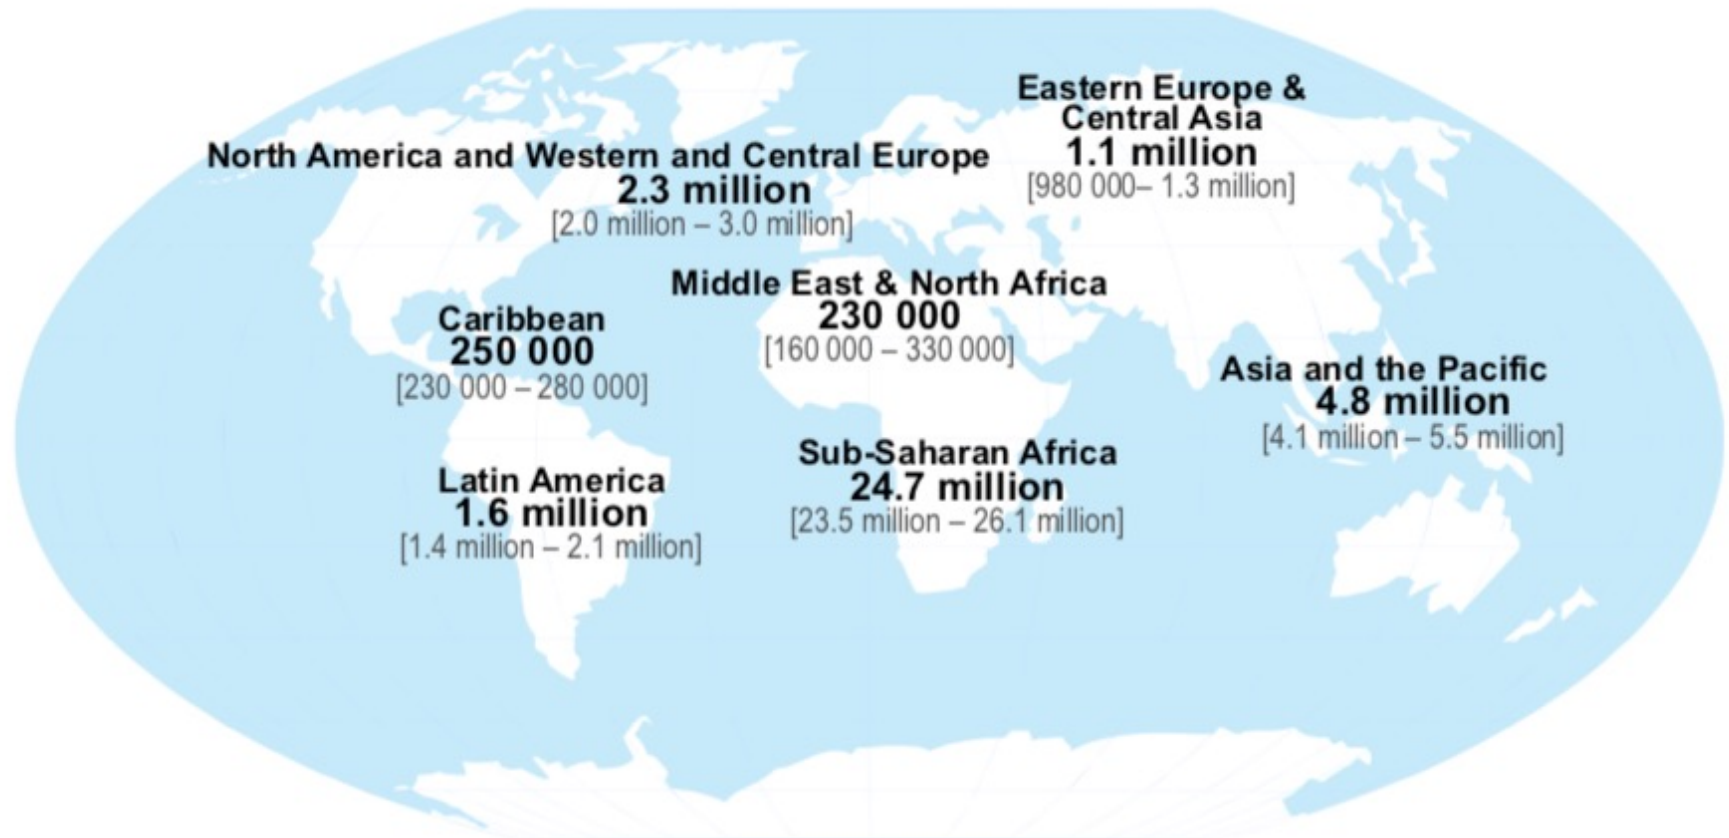 Eastern Europe &
Central Asia
1.1 million
[980 000– 1.3 million]
North America and Western and Central Europe
2.3 million
[2.0 million – 3.0 million]
Middle East & North Africa
230 000
[160 000 – 330 000]
Caribbean
250 000
[230 000 – 280 000]
Asia and the Pacific
4.8 million
[4.1 million – 5.5 million]
Sub-Saharan Africa
24.7 million
[23.5 million – 26.1 million]
Latin America
1.6 million
[1.4 million – 2.1 million]